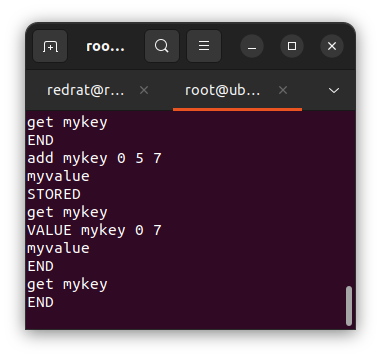 roo...
redrat@r...
root@ub...
get mykey
END
add mykey 0 5 7
myvalue
STORED
get mykey
VALUE mykey 0 7
myvalue
END
get mykey
END